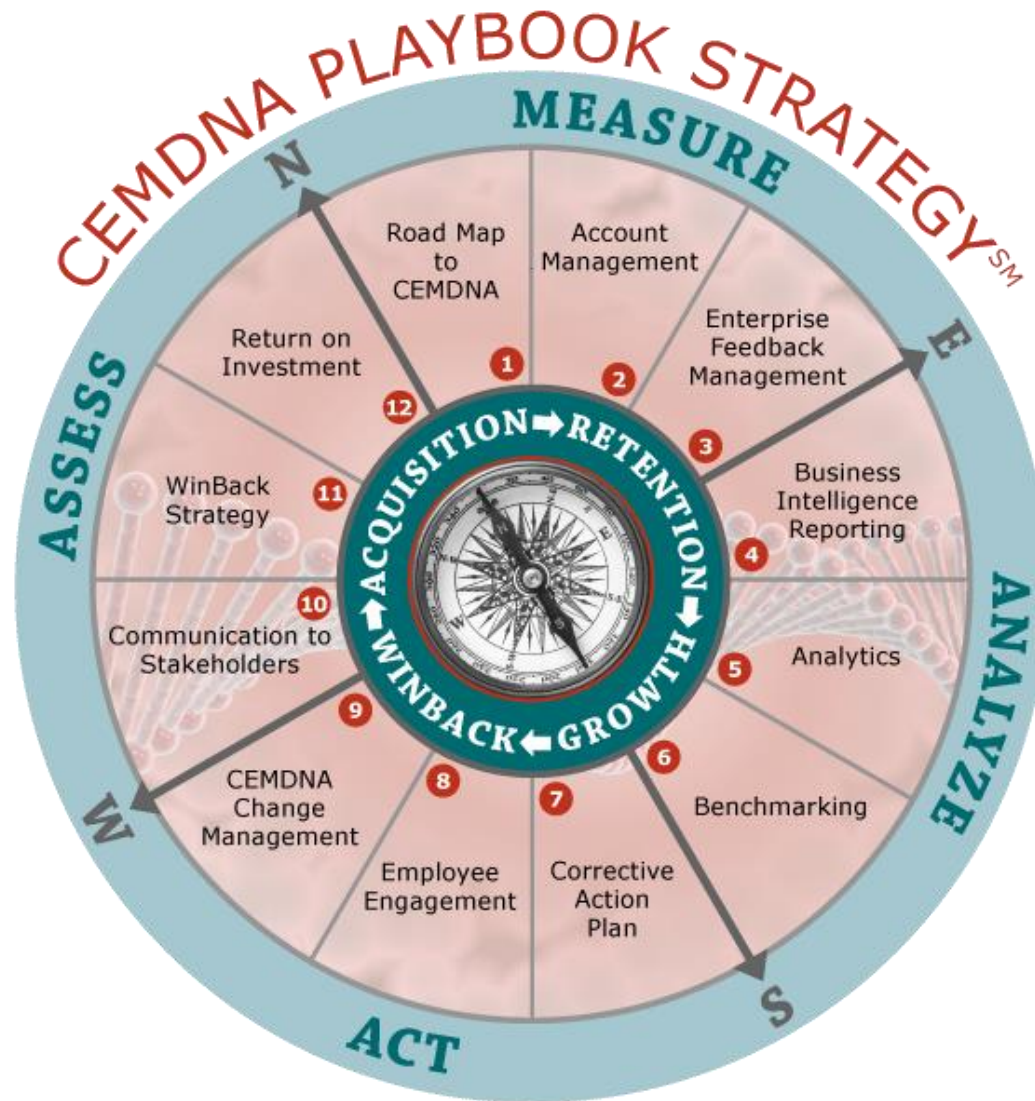 CEMDNA PLAYBOOK STRATEGY℠
MEASURE
ANALYZE
ACT
ASSESS
N
E
S
W
Road Map
to
CEMDNA
1
Account
Management
2
Enterprise
Feedback
Management
3
Business
Intelligence
Reporting
4
Analytics
5
Benchmarking
6
Corrective
Action
Plan
7
Employee
Engagement
8
CEMDNA
Change
Management
9
Communication to
Stakeholders
10
WinBack
Strategy
11
Return on
Investment
12
ACQUISITION
RETENTION
GROWTH
WINBACK